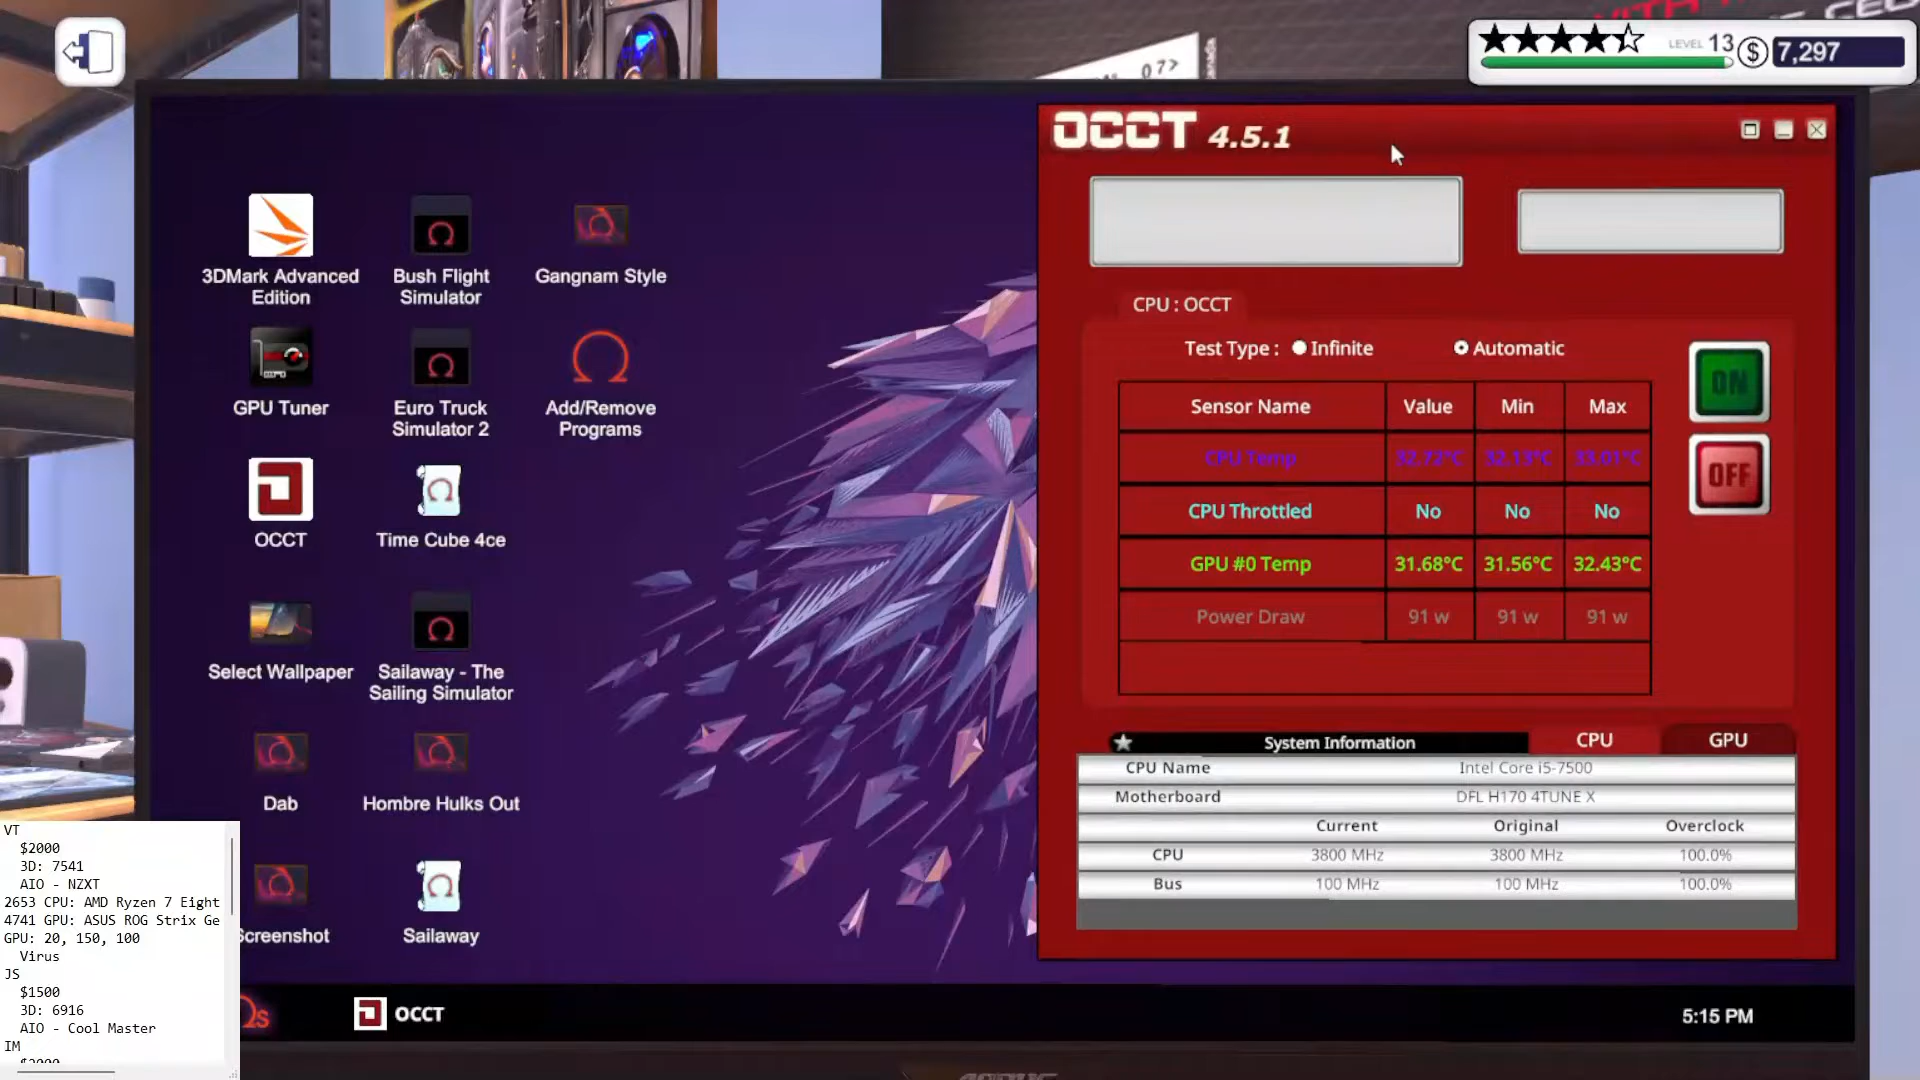 LEVEL 13
7,297
OCCT 4.5.1
3DMark Advanced
Edition
Bush Flight
Simulator
Gangnam Style
GPU Tuner
Euro Truck
Simulator 2
Add/Remove
Programs
OCCT
Time Cube 4ce
Select Wallpaper
Sailaway - The
Sailing Simulator
Dab
Hombre Hulks Out
Screenshot
Sailaway
CPU : OCCT
Test Type : Infinite Automatic
ON
OFF
Sensor Name Value Min Max
CPU Temp 32.72°C 32.13°C 33.01°C
CPU Throttled No No No
GPU #0 Temp 31.68°C 31.56°C 32.43°C
Power Draw 91 w 91 w 91 w
System Information CPU GPU
CPU Name Intel Core i5-7500
Motherboard DFL H170 4TUNE X
Current Original Overclock
CPU 3800 MHz 3800 MHz 100.0%
Bus 100 MHz 100 MHz 100.0%
VT
$2000
3D: 7541
AIO - NZXT
2653 CPU: AMD Ryzen 7 Eight
4741 GPU: ASUS ROG Strix Ge
GPU: 20, 150, 100
Virus
JS
$1500
3D: 6916
AIO - Cool Master
IM
$2000
OCCT
5:15 PM